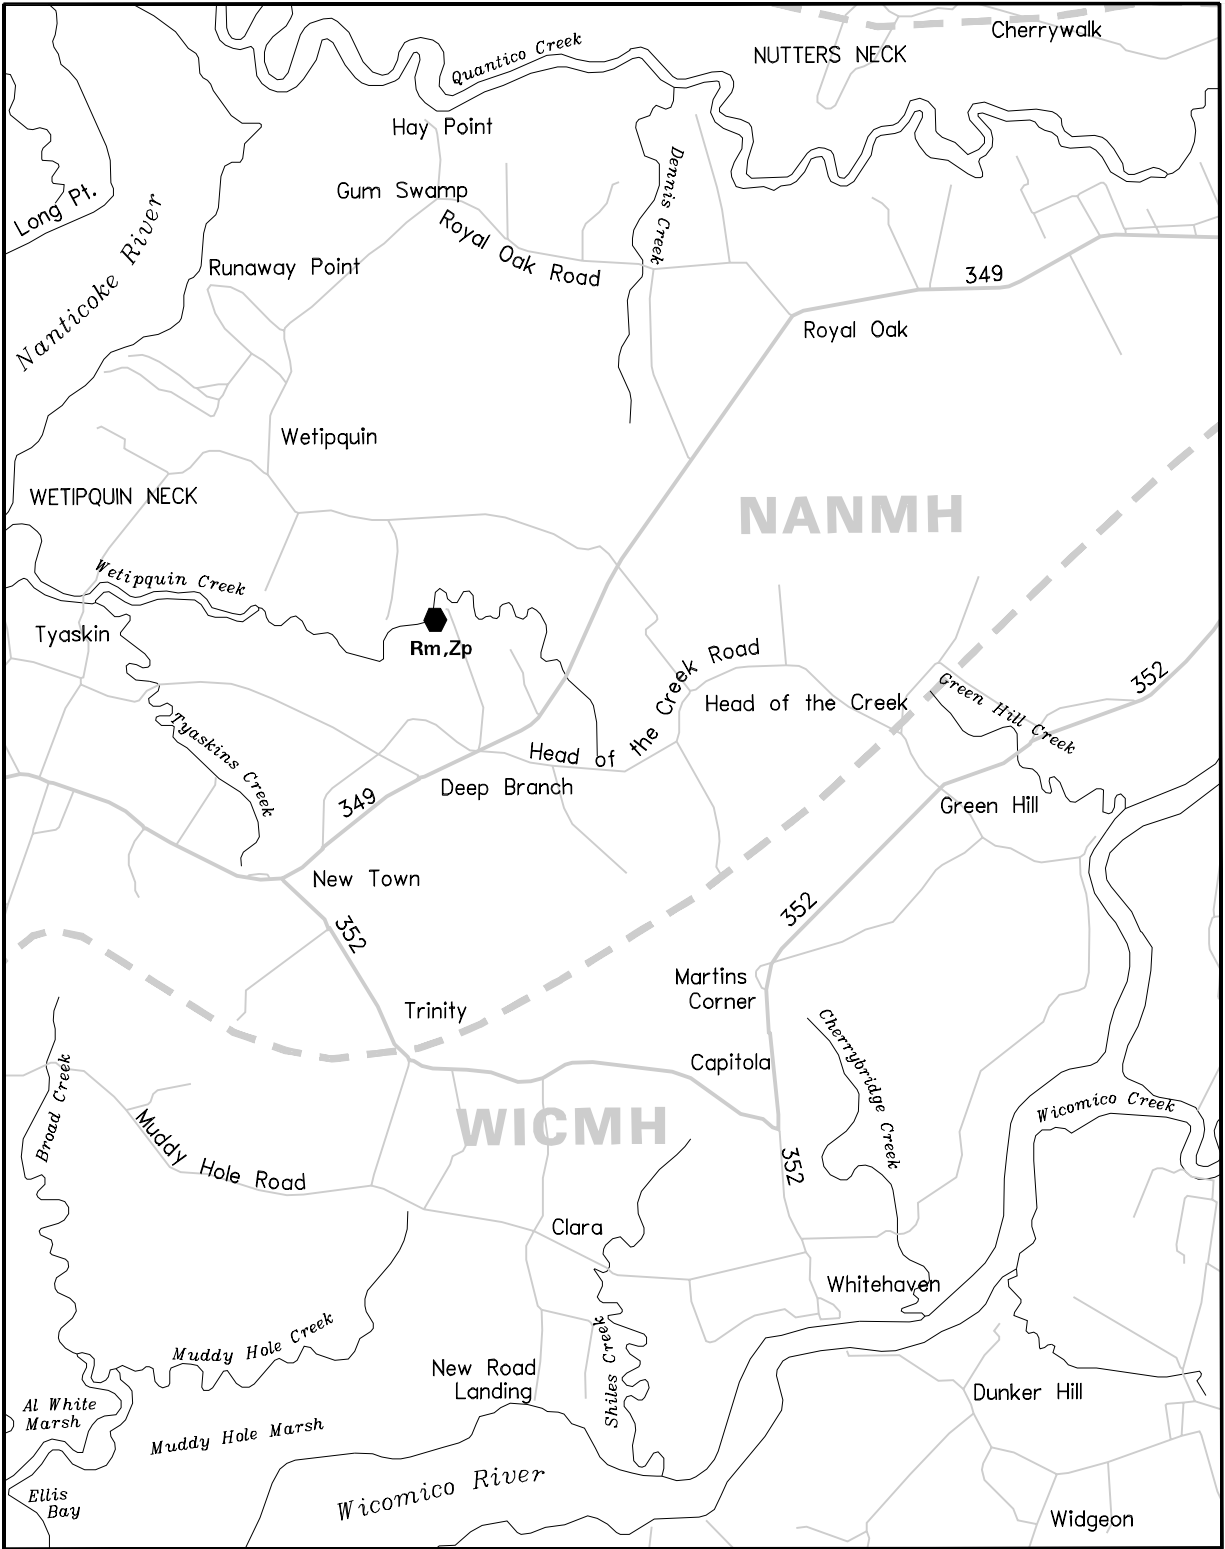 Cherrywalk
NUTTERS NECK
Quantico Creek
Hay Point
Dennis Creek
Gum Swamp
Long Pt.
Royal Oak Road
Nanticoke River
Runaway Point
349
Royal Oak
Wetipquin
WETIPQUIN NECK
NANMH
Wetipquin Creek
Tyaskin
Rm,Zp
Head of the Creek Road
Head of the Creek
Green Hill Creek
352
Tyaskins Creek
Deep Branch
349
Green Hill
New Town
352
352
Martins
Corner
Trinity
Capitola
Cherrybridge Creek
Broad Creek
Wicomico Creek
WICMH
Muddy Hole Road
352
Clara
Whitehaven
Muddy Hole Creek
Shiles Creek
New Road
Landing
Dunker Hill
Al White
Marsh
Muddy Hole Marsh
Wicomico River
Ellis
Bay
Widgeon